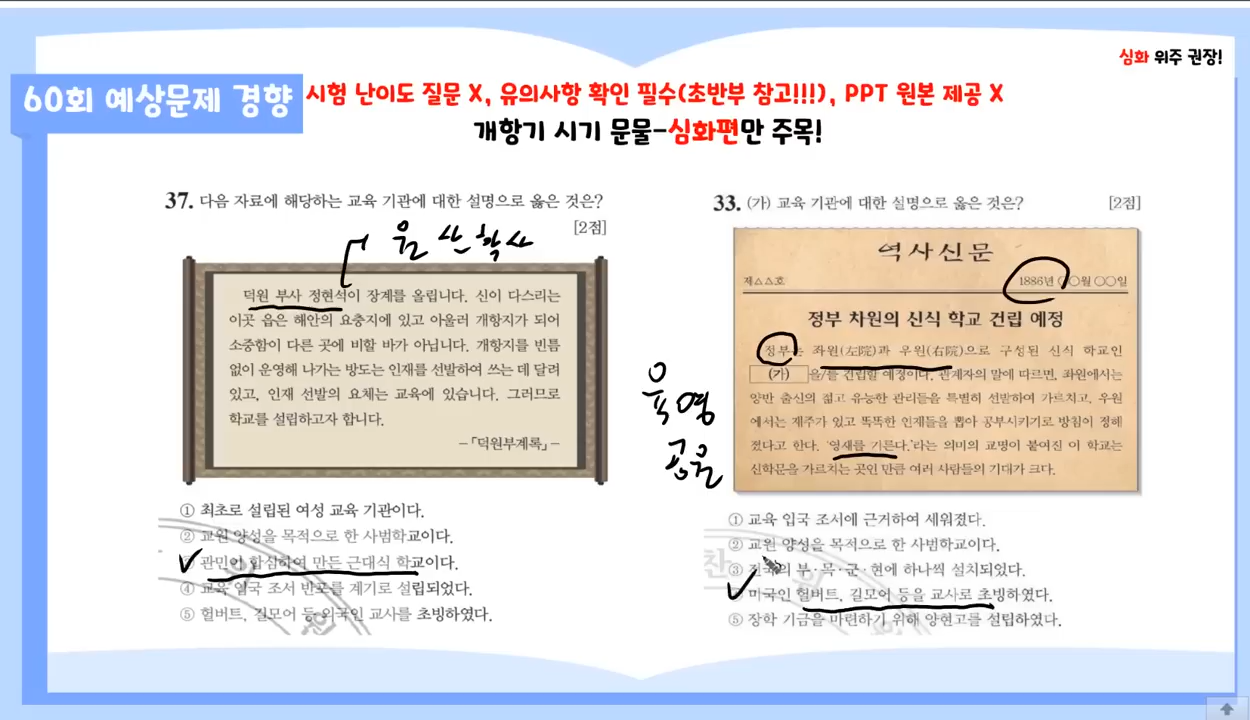 심화 위주 권장!
60회 예상문제 경향
시험 난이도 질문 X, 유의사항 확인 필수(초반부 참고!!!), PPT 원본 제공 X
개항기 시기 문물-심화편만 주목!
37. 다음 자료에 해당하는 교육 기관에 대한 설명으로 옳은 것은?
[2점]
원산학사
덕원 부사 정현석이 장계를 올립니다. 신이 다스리는
이곳 읍은 해안의 요충지에 있고 아울러 개항지가 되어
소중함이 다른 곳에 비할 바가 아닙니다. 개항지를 빈틈
없이 운영해 나가는 방도는 인재를 선발하여 쓰는 데 달려
있고, 인재 선발의 요체는 교육에 있습니다. 그러므로
학교를 설립하고자 합니다.
-「덕원부계록」-
① 최초로 설립된 여성 교육 기관이다.
② 교원 양성을 목적으로 한 사범학교이다.
③ 관민이 합심하여 만든 근대식 학교이다.
④ 교육 입국 조서 반포를 계기로 설립되었다.
⑤ 헐버트, 길모어 등 외국인 교사를 초빙하였다.
33. (가) 교육 기관에 대한 설명으로 옳은 것은? [2점]
역사신문
제△△호 1886년 ○○월 ○○일
정부 차원의 신식 학교 건립 예정
정부는 좌원(左院)과 우원(右院)으로 구성된 신식 학교인
(가) 을/를 건립할 예정이다. 관계자의 말에 따르면, 좌원에서는
양반 출신의 젊고 유능한 관리들을 특별히 선발하여 가르치고, 우원
에서는 재주가 있고 똑똑한 인재들을 뽑아 공부시키기로 방침이 정해
졌다고 한다. '영재를 기른다.'라는 의미의 교명이 붙여진 이 학교는
신학문을 가르치는 곳인 만큼 여러 사람들의 기대가 크다.
육영
공원
① 교육 입국 조서에 근거하여 세워졌다.
② 교원 양성을 목적으로 한 사범학교이다.
③ 전국의 부·목·군·현에 하나씩 설치되었다.
미국인 헐버트, 길모어 등을 교사로 초빙하였다.
⑤ 장학 기금을 마련하기 위해 양현고를 설립하였다.